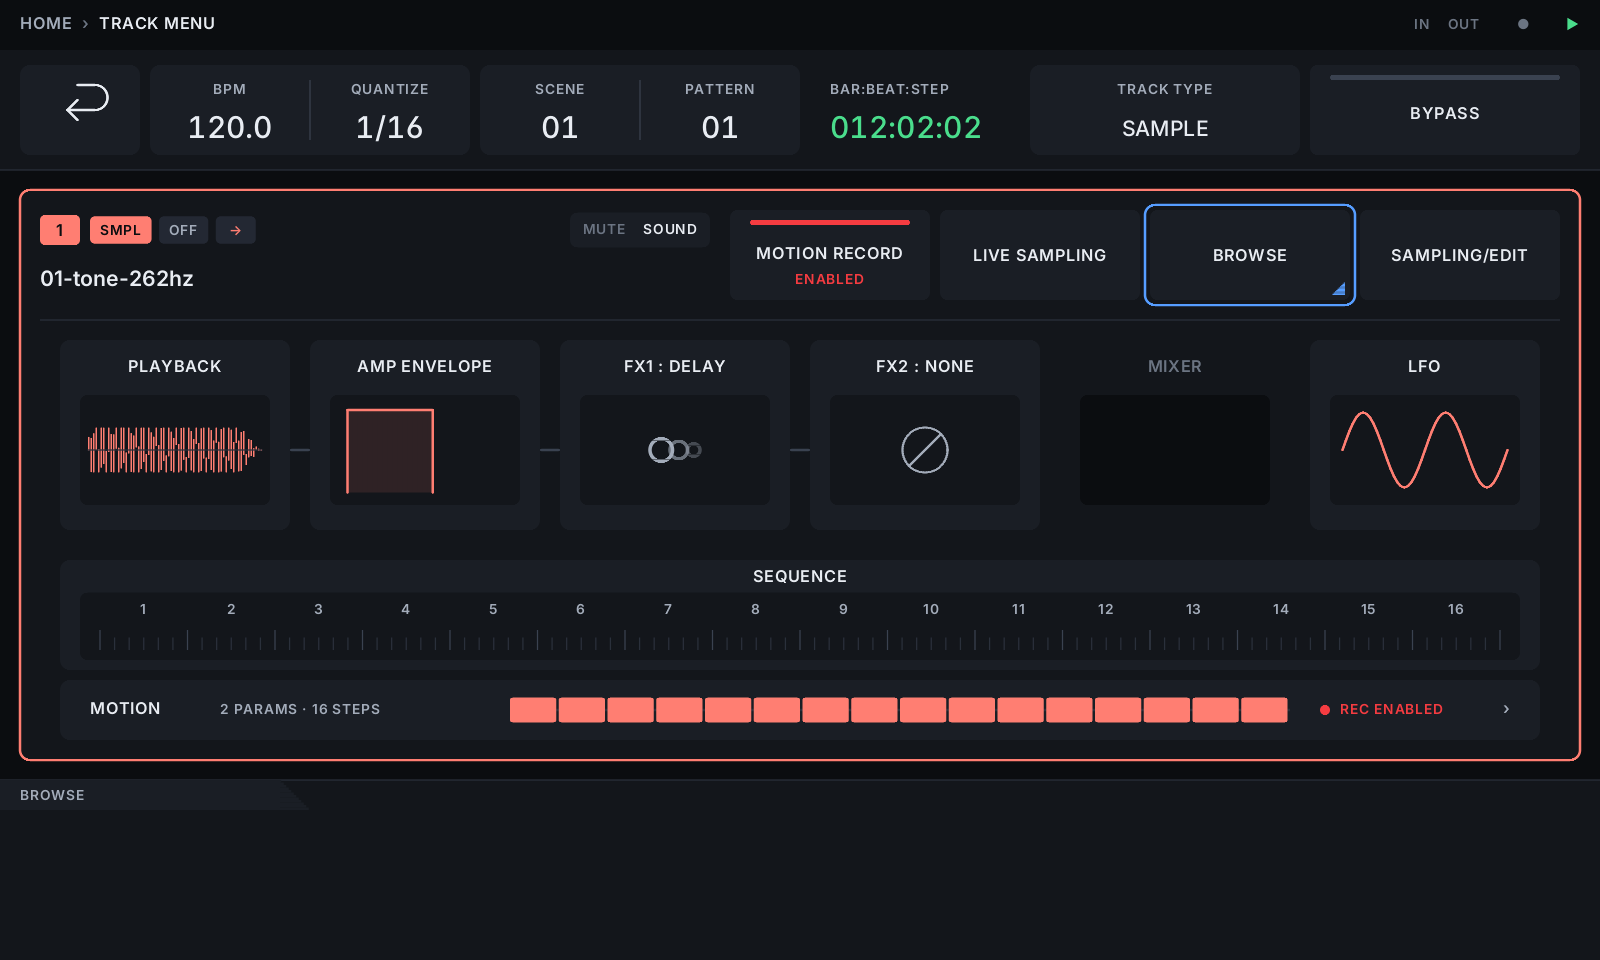 HOME › TRACK MENU
IN OUT
BPM
120.0
QUANTIZE
1/16
SCENE
01
PATTERN
01
BAR:BEAT:STEP
012:02:02
TRACK TYPE
SAMPLE
BYPASS
1 SMPL OFF →
01-tone-262hz
MUTE SOUND
MOTION RECORD
ENABLED
LIVE SAMPLING
BROWSE
SAMPLING/EDIT
PLAYBACK
AMP ENVELOPE
FX1 : DELAY
FX2 : NONE
MIXER
LFO
SEQUENCE
1 2 3 4 5 6 7 8 9 10 11 12 13 14 15 16
MOTION 2 PARAMS · 16 STEPS REC ENABLED ›
BROWSE